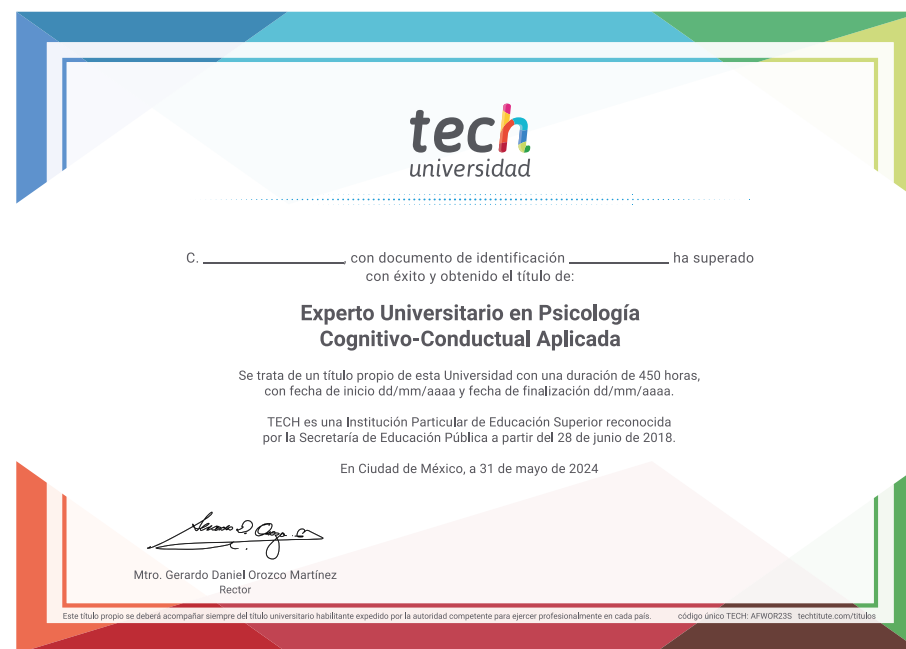 tech
universidad
C. ____________, con documento de identificación ____________ ha superado
con éxito y obtenido el título de:
Experto Universitario en Psicología
Cognitivo-Conductual Aplicada
Se trata de un título propio de esta Universidad con una duración de 450 horas,
con fecha de inicio dd/mm/aaaa y fecha de finalización dd/mm/aaaa.
TECH es una Institución Particular de Educación Superior reconocida
por la Secretaría de Educación Pública a partir del 28 de junio de 2018.
En Ciudad de México, a 31 de mayo de 2024
Mtro. Gerardo Daniel Orozco Martínez
Rector
Este título propio se deberá acompañar siempre del título universitario habilitante expedido por la autoridad competente para ejercer profesionalmente en cada país. código único TECH: AFWOR23S techtitute.com/titulos